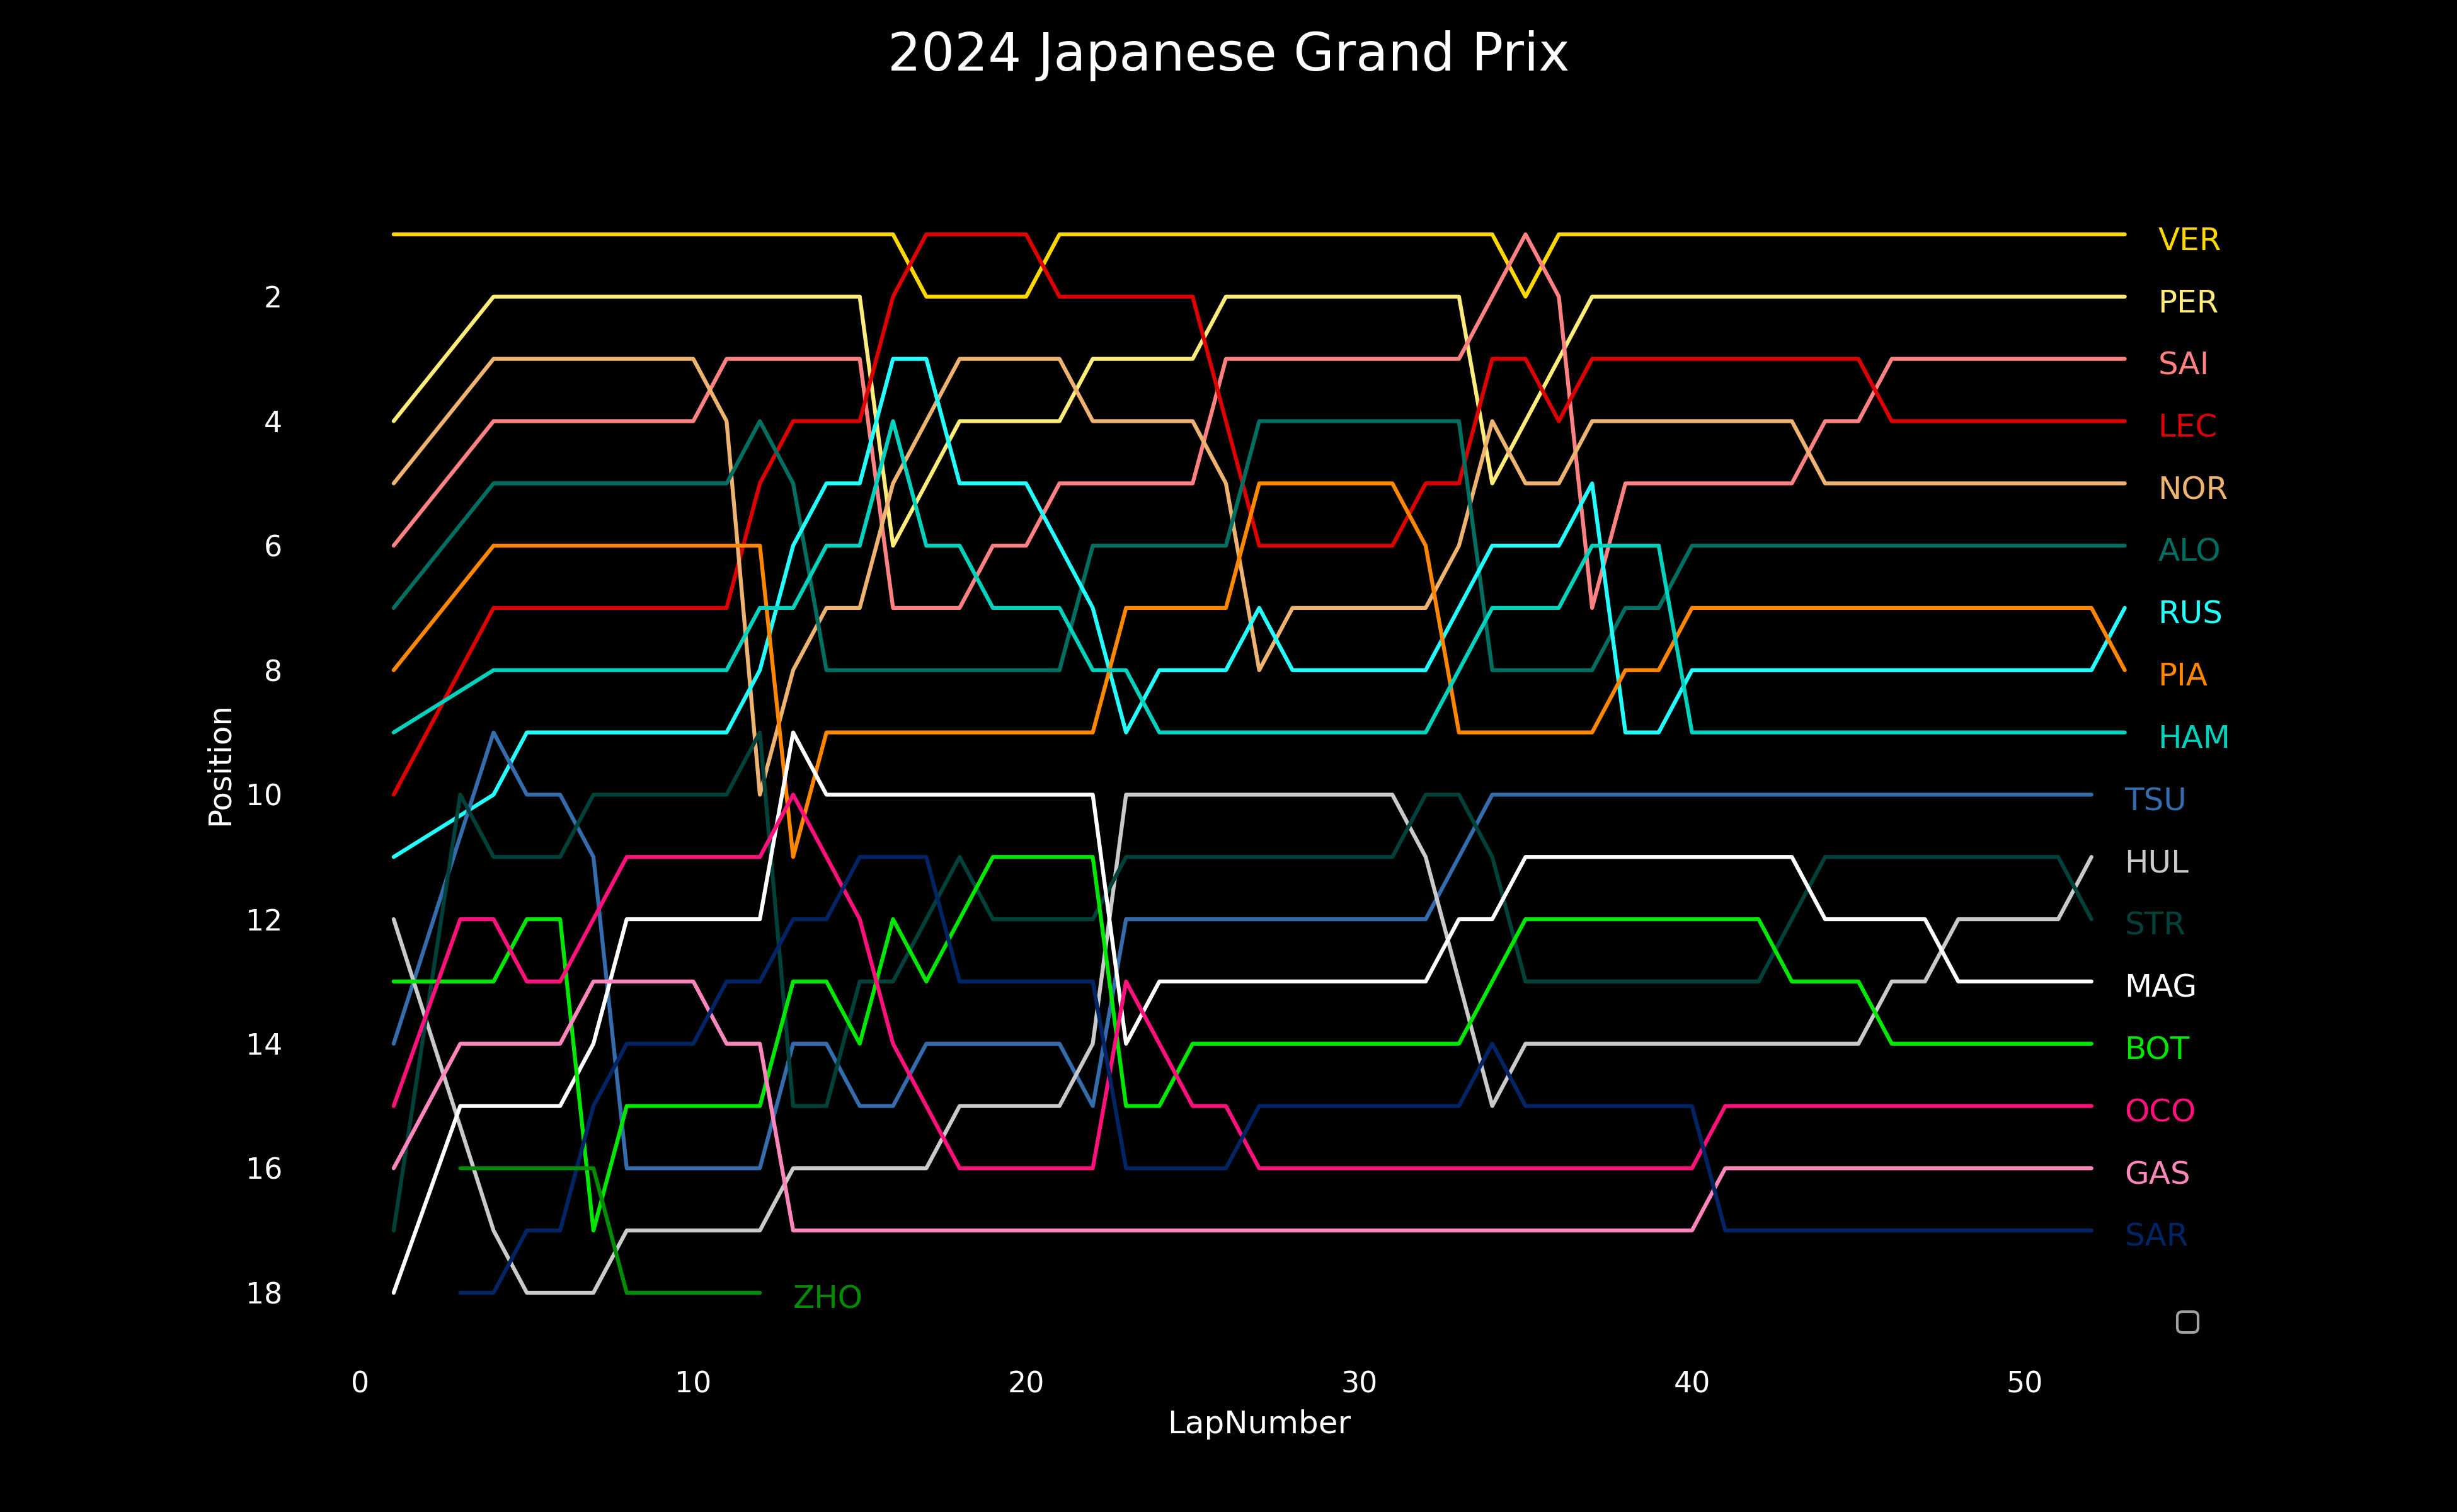 2024 Japanese Grand Prix
Position
2
4
6
8
10
12
14
16
18
VER
PER
SAI
LEC
NOR
ALO
RUS
PIA
HAM
TSU
HUL
STR
MAG
BOT
OCO
GAS
SAR
ZHO
0 10 20 30 40 50
LapNumber